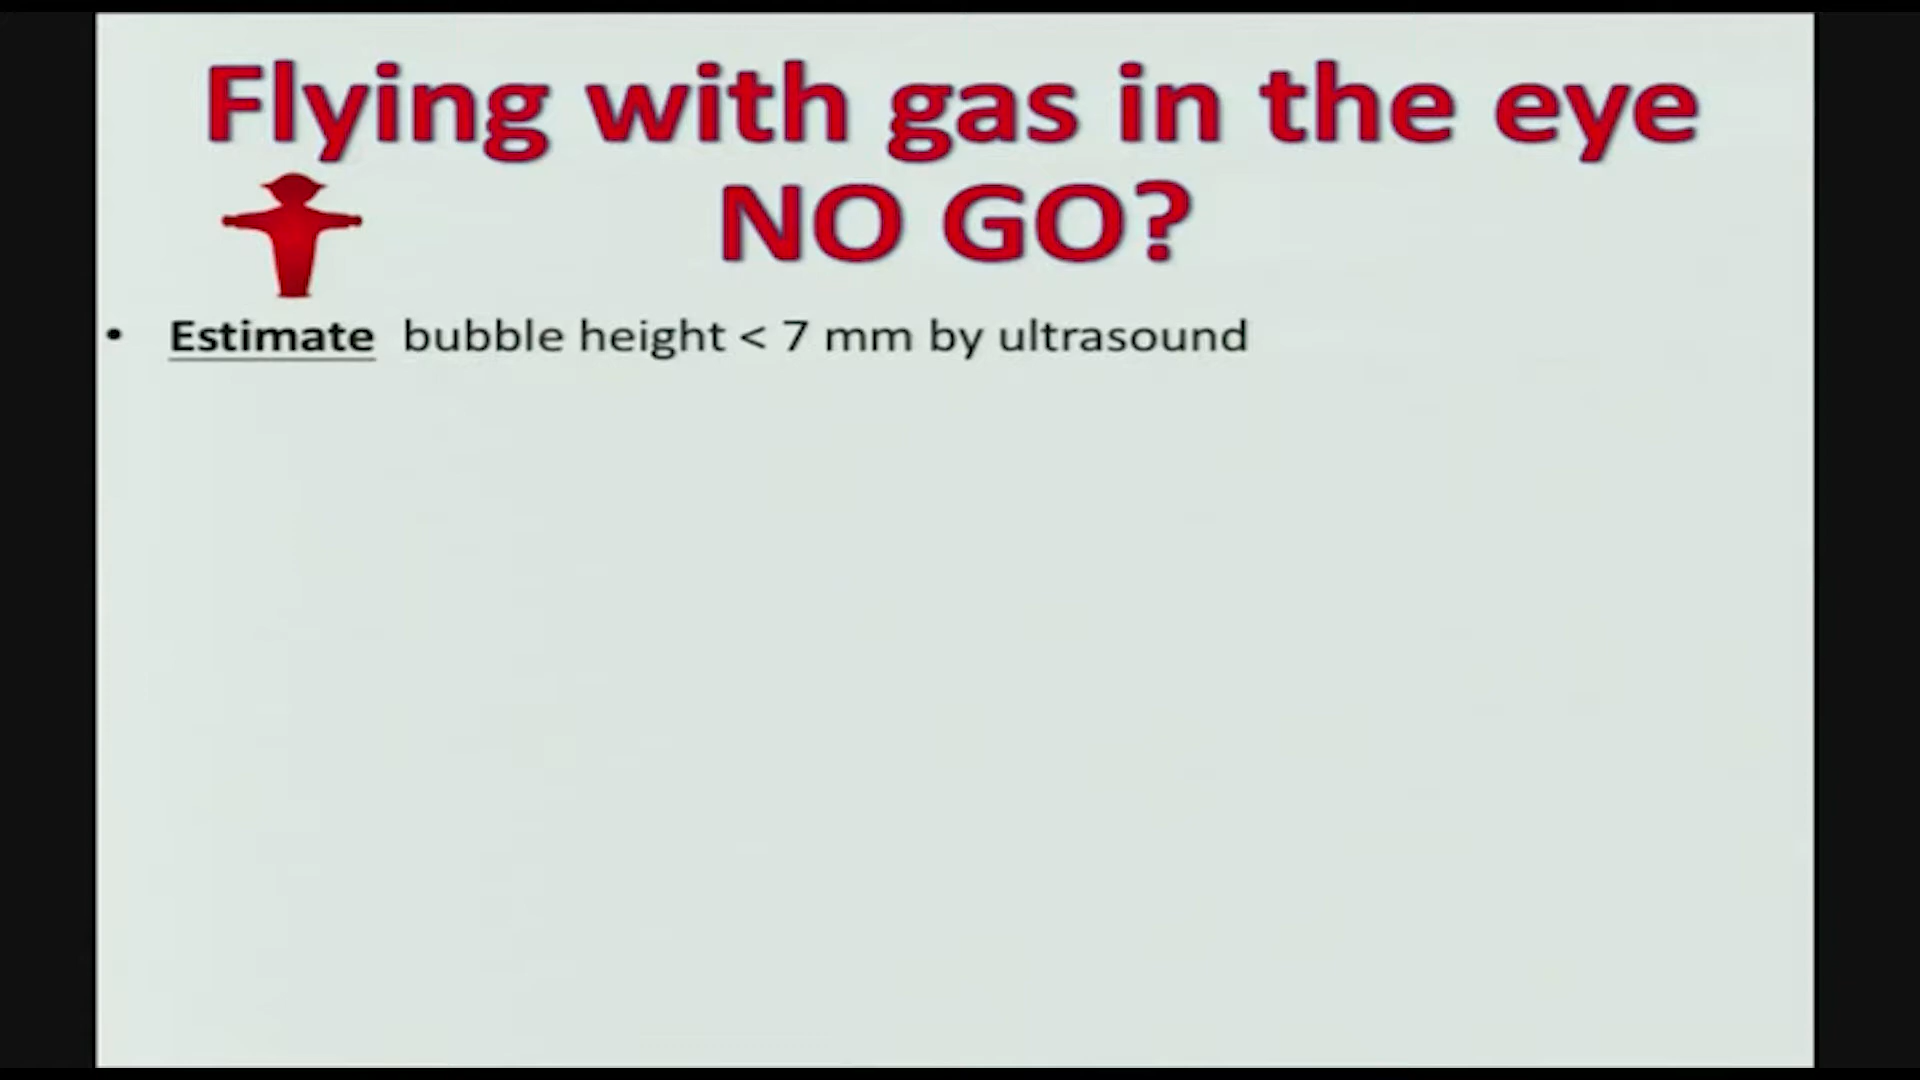 Flying with gas in the eye
NO GO?
• Estimate bubble height < 7 mm by ultrasound